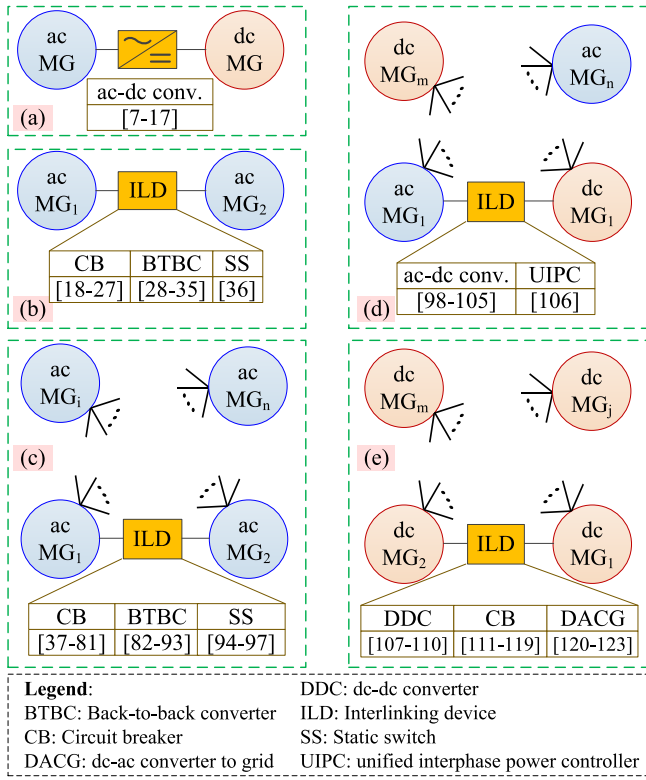 ac
MG
dc
MG
ac-dc conv.
[7-17]
(a)
ac
MG1
ILD
ac
MG2
CB BTBC SS
[18-27] [28-35] [36]
(b)
ac
MGi
ac
MGn
(c)
ac
MG1
ILD
ac
MG2
CB BTBC SS
[37-81] [82-93] [94-97]
dc
MGm
ac
MGn
ac
MG1
ILD
dc
MG1
ac-dc conv. UIPC
[98-105] [106]
(d)
dc
MGm
dc
MGj
(e)
dc
MG2
ILD
dc
MG1
DDC CB DACG
[107-110] [111-119] [120-123]
Legend:
DDC: dc-dc converter
BTBC: Back-to-back converter
ILD: Interlinking device
CB: Circuit breaker
SS: Static switch
DACG: dc-ac converter to grid
UIPC: unified interphase power controller